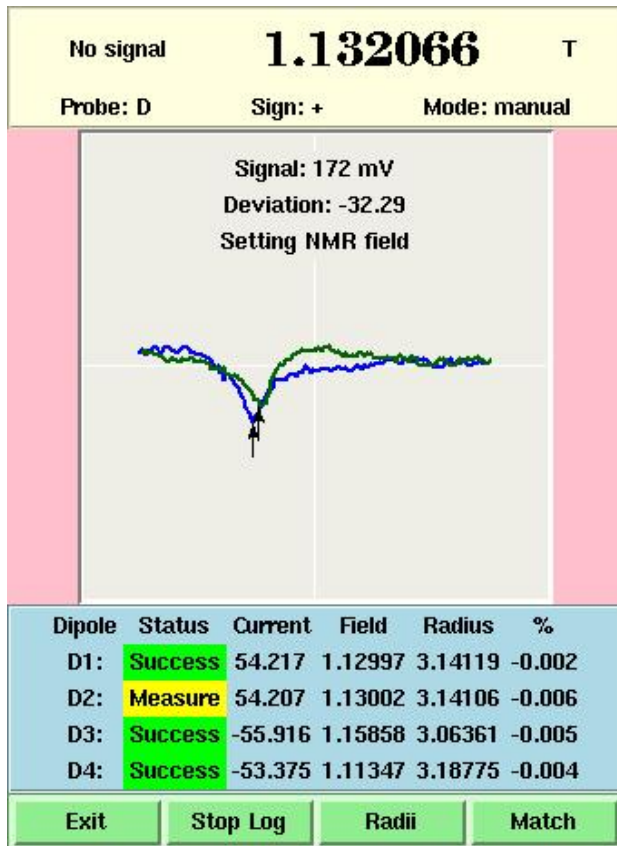 No signal 1.132066 T
Probe: D Sign: + Mode: manual
Signal: 172 mV
Deviation: -32.29
Setting NMR field
Dipole Status Current Field Radius %
D1: Success 54.217 1.12997 3.14119 -0.002
D2: Measure 54.207 1.13002 3.14106 -0.006
D3: Success -55.916 1.15858 3.06361 -0.005
D4: Success -53.375 1.11347 3.18775 -0.004
Exit Stop Log Radii Match